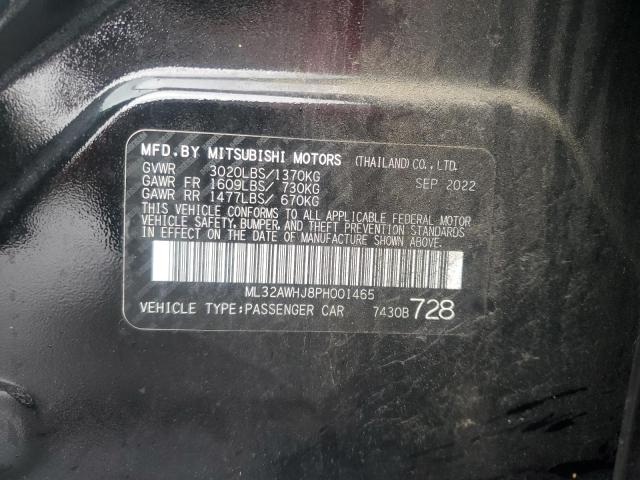 MFD.BY MITSUBISHI MOTORS (THAILAND)CO.,LTD.
GVWR 3020LBS/1370KG SEP 2022
GAWR FR 1609LBS/ 730KG
GAWR RR 1477LBS/ 670KG
THIS VEHICLE CONFORMS TO ALL APPLICABLE FEDERAL MOTOR
VEHICLE SAFETY, BUMPER, AND THEFT PREVENTION STANDARDS
IN EFFECT ON THE DATE OF MANUFACTURE SHOWN ABOVE.
ML32AWHJ8PH001465
VEHICLE TYPE:PASSENGER CAR 7430B 728